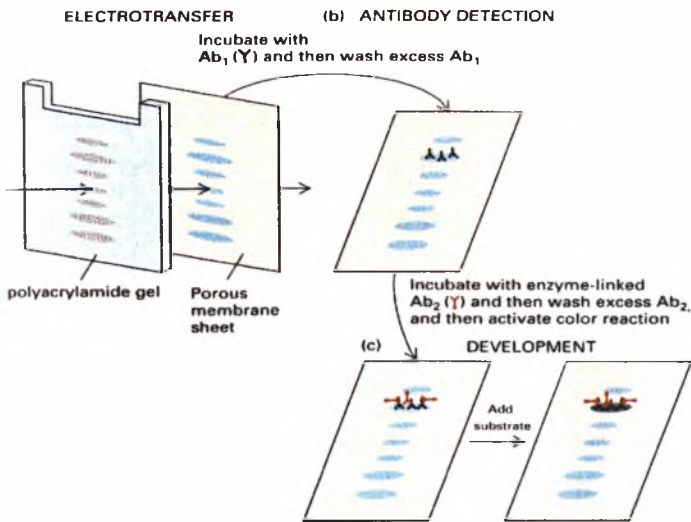 ELECTROTRANSFER
(b) ANTIBODY DETECTION
Incubate with
Ab₁ (Y) and then wash excess Ab₁
polyacrylamide gel
Porous
membrane
sheet
Incubate with enzyme-linked
Ab₂ (Y) and then wash excess Ab₂,
and then activate color reaction
(c) DEVELOPMENT
Add
substrate